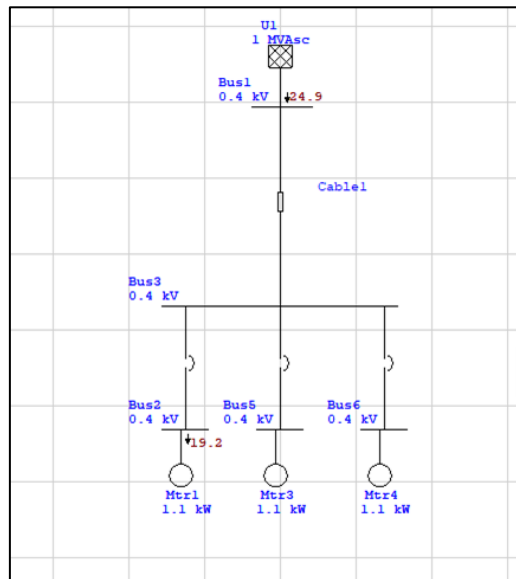 U1
1 MVAsc
Bus1
0.4 kV
24.9
Cable1
Bus3
0.4 kV
Bus2
0.4 kV
Bus5
0.4 kV
Bus6
0.4 kV
19.2
Mtr1
1.1 kW
Mtr3
1.1 kW
Mtr4
1.1 kW